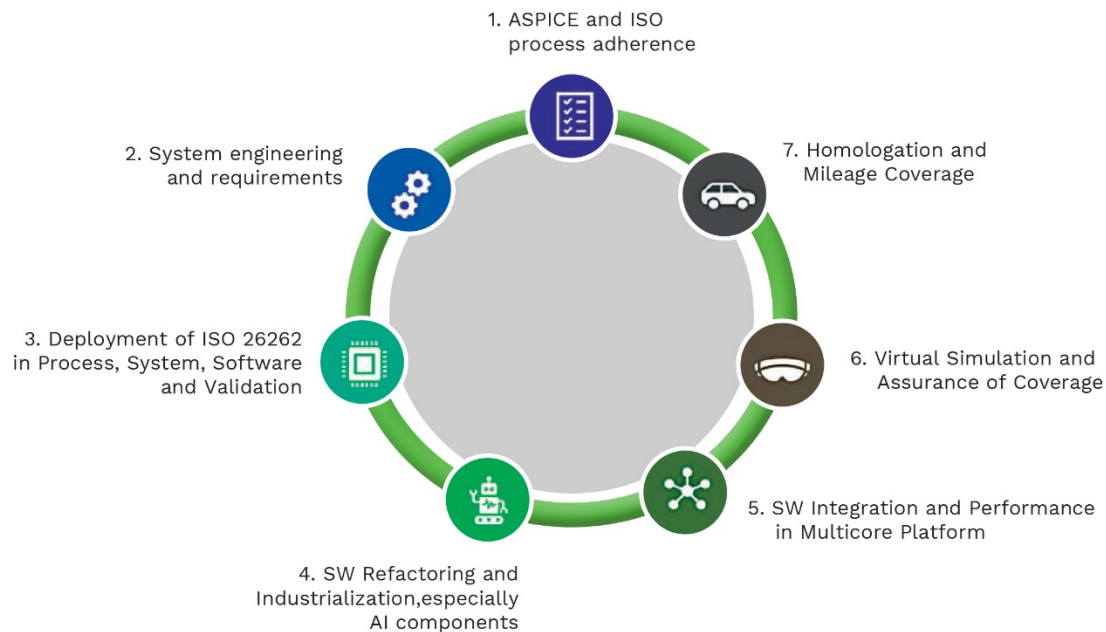 1. ASPICE and ISO
process adherence
2. System engineering
and requirements
3. Deployment of ISO 26262
in Process, System, Software
and Validation
4. SW Refactoring and
Industrialization,especially
AI components
5. SW Integration and Performance
in Multicore Platform
6. Virtual Simulation and
Assurance of Coverage
7. Homologation and
Mileage Coverage